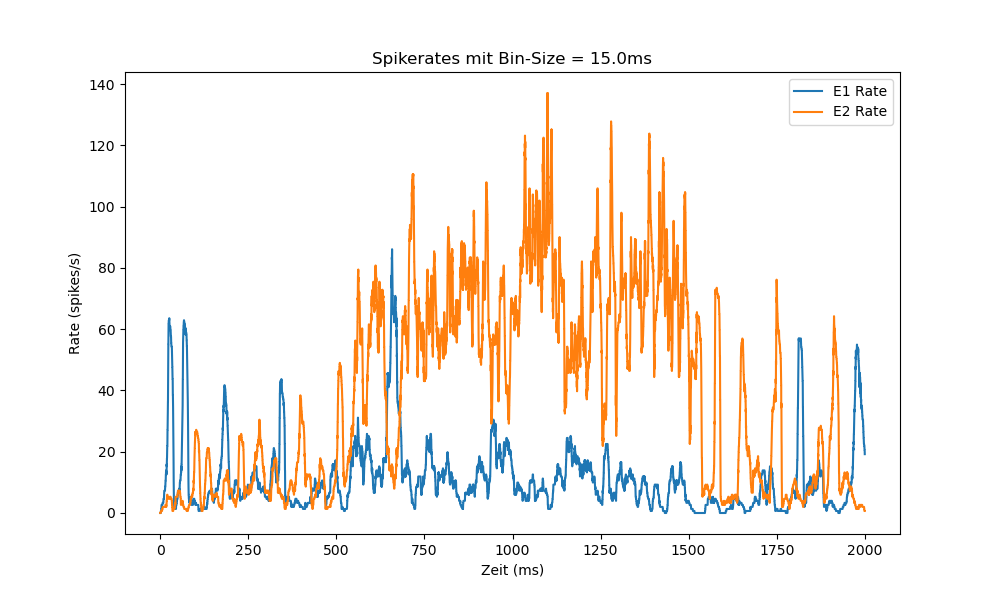 Spikerates mit Bin-Size = 15.0ms
140
120
100
80
60
40
20
0
Rate (spikes/s)
E1 Rate
E2 Rate
0 250 500 750 1000 1250 1500 1750 2000
Zeit (ms)